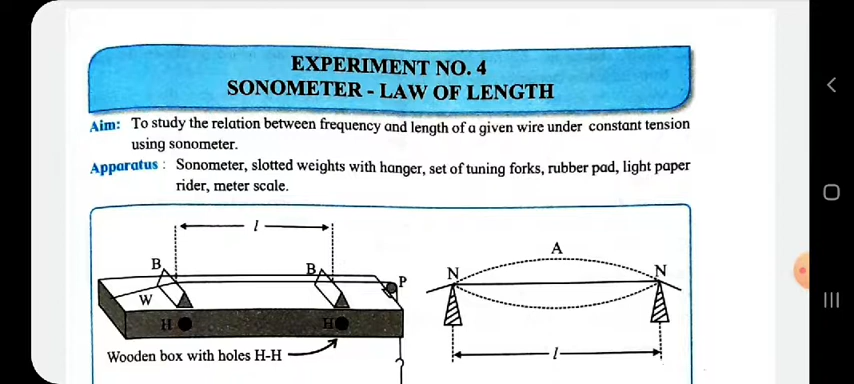 EXPERIMENT NO. 4
SONOMETER - LAW OF LENGTH
Aim: To study the relation between frequency and length of a given wire under constant tension
using sonometer.
Apparatus : Sonometer, slotted weights with hanger, set of tuning forks, rubber pad, light paper
rider, meter scale.
l
A
B
B
N
N
P
W
H
H
l
Wooden box with holes H-H